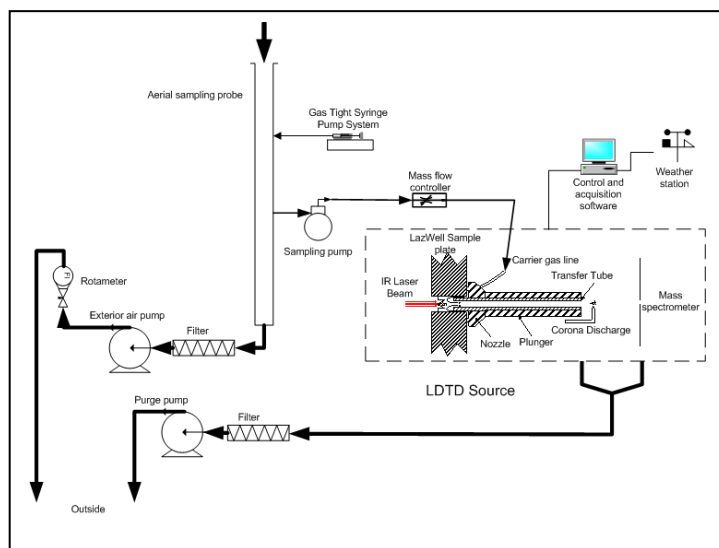 Aerial sampling probe
Gas Tight Syringe
Pump System
Mass flow
controller
Sampling pump
Control and
acquisition
software
Weather
station
LazWell Sample
plate
Carrier gas line
Transfer Tube
IR Laser
Beam
Mass
spectrometer
Corona Discharge
Nozzle
Plunger
LDTD Source
FI
Rotameter
Exterior air pump
Filter
Purge pump
Filter
Outside